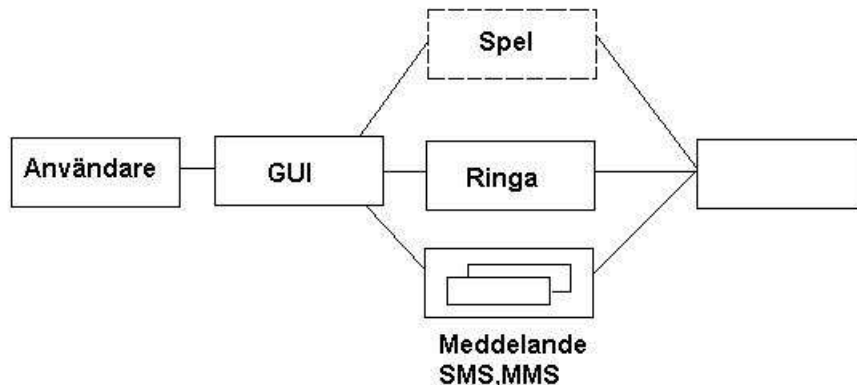 Spel
Användare
GUI
Ringa
Meddelande
SMS,MMS